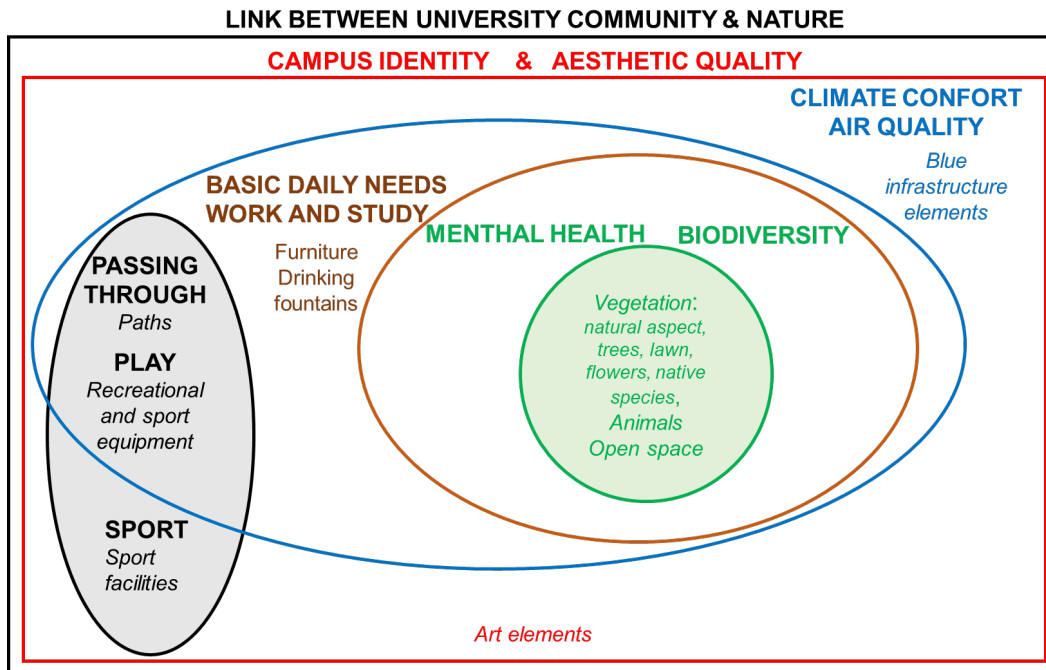 LINK BETWEEN UNIVERSITY COMMUNITY & NATURE
CAMPUS IDENTITY & AESTHETIC QUALITY
CLIMATE CONFORT
AIR QUALITY
Blue
infrastructure
elements
BASIC DAILY NEEDS
WORK AND STUDY
Furniture
Drinking
fountains
MENTHAL HEALTH
BIODIVERSITY
Vegetation:
natural aspect,
trees, lawn,
flowers, native
species,
Animals
Open space
PASSING
THROUGH
Paths
PLAY
Recreational
and sport
equipment
SPORT
Sport
facilities
Art elements